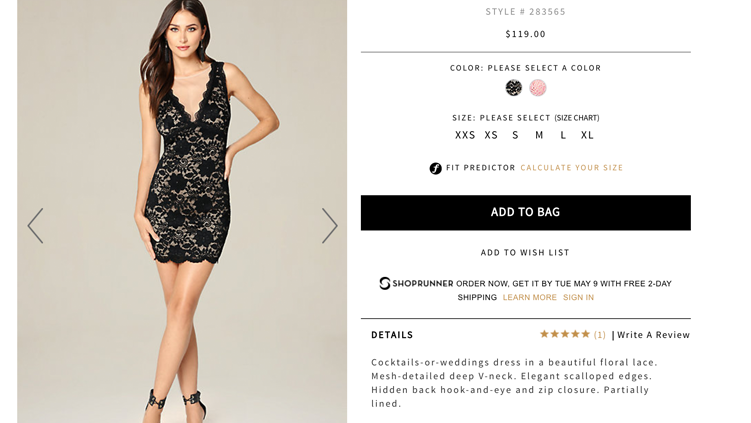 STYLE # 283565
$119.00
COLOR: PLEASE SELECT A COLOR
SIZE: PLEASE SELECT (SIZE CHART)
XXS XS S M L XL
f FIT PREDICTOR CALCULATE YOUR SIZE
ADD TO BAG
ADD TO WISH LIST
S SHOPRUNNER ORDER NOW, GET IT BY TUE MAY 9 WITH FREE 2-DAY
SHIPPING LEARN MORE SIGN IN
DETAILS ★★★★★ (1) | Write A Review
Cocktails-or-weddings dress in a beautiful floral lace.
Mesh-detailed deep V-neck. Elegant scalloped edges.
Hidden back hook-and-eye and zip closure. Partially
lined.